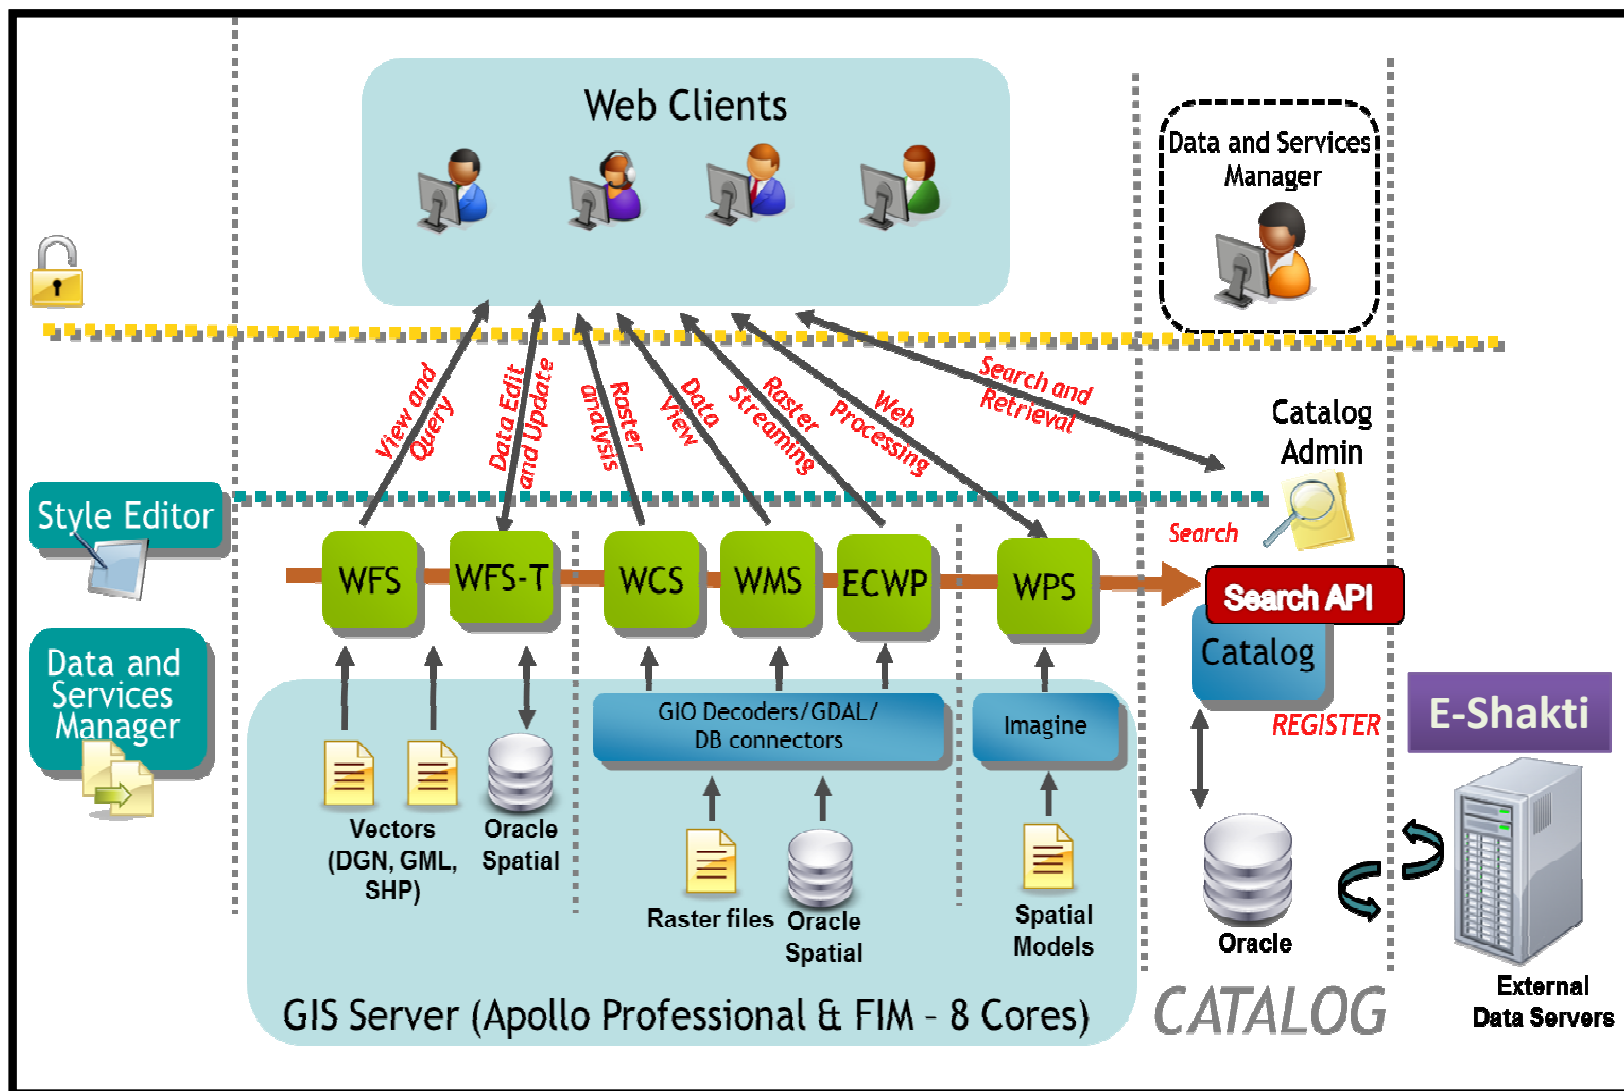 Web Clients
Data and Services
Manager
View and
Query
Data Edit
and Update
Raster
analysis
Data
View
Raster
Streaming
Web
Processing
Search and
Retrieval
Catalog
Admin
Style Editor
Search
WFS
WFS-T
WCS
WMS
ECWP
WPS
Search API
Catalog
Data and
Services
Manager
REGISTER
E-Shakti
GIO Decoders/GDAL/
DB connectors
Imagine
Vectors
(DGN, GML,
SHP)
Oracle
Spatial
Raster files
Oracle
Spatial
Spatial
Models
Oracle
External
Data Servers
GIS Server (Apollo Professional & FIM - 8 Cores)
CATALOG